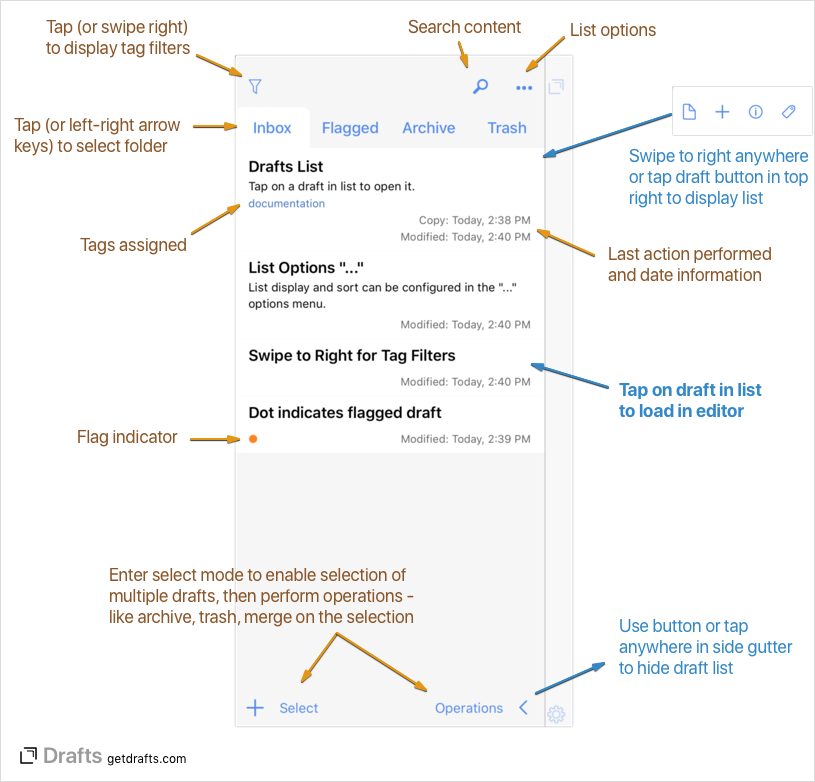 Tap (or swipe right)
to display tag filters
Search content
List options
Tap (or left-right arrow
keys) to select folder
Inbox
Flagged
Archive
Trash
Swipe to right anywhere
or tap draft button in top
right to display list
Drafts List
Tap on a draft in list to open it.
documentation
Copy: Today, 2:38 PM
Modified: Today, 2:40 PM
Tags assigned
Last action performed
and date information
List Options "..."
List display and sort can be configured in the "..."
options menu.
Modified: Today, 2:40 PM
Swipe to Right for Tag Filters
Modified: Today, 2:40 PM
Tap on draft in list
to load in editor
Dot indicates flagged draft
Modified: Today, 2:39 PM
Flag indicator
Enter select mode to enable selection of
multiple drafts, then perform operations -
like archive, trash, merge on the selection
Use button or tap
anywhere in side gutter
to hide draft list
Select
Operations
Drafts getdrafts.com